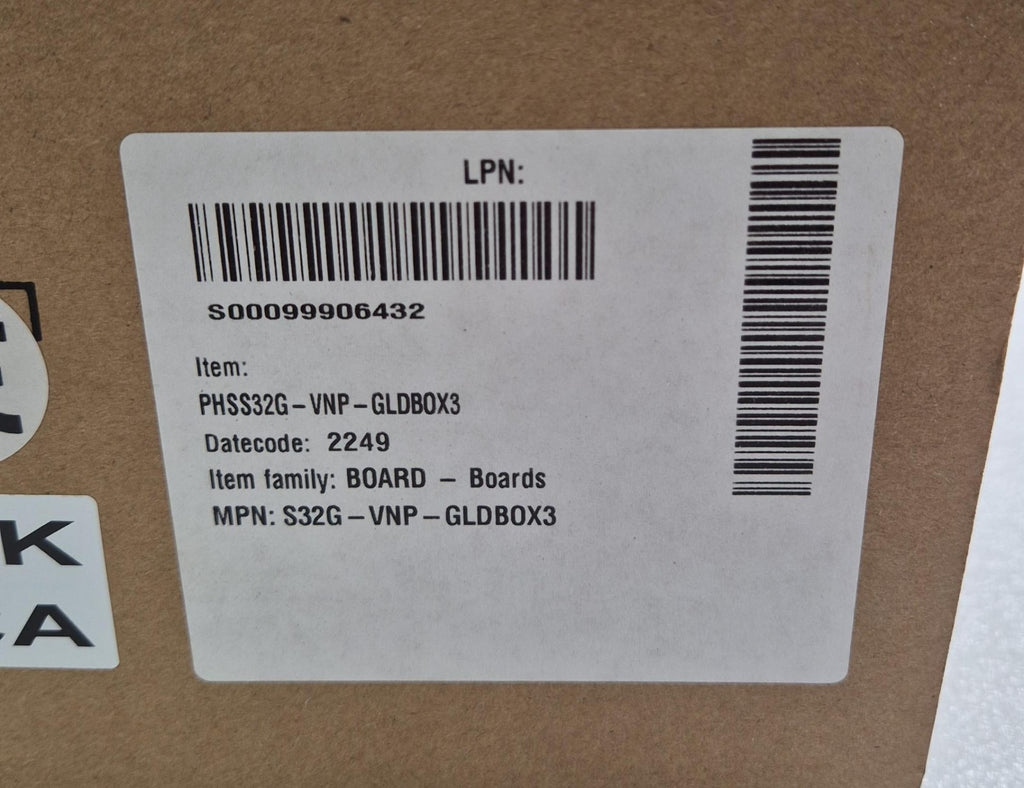 LPN:
S00099906432
Item:
PHSS32G-VNP-GLDBOX3
Datecode: 2249
Item family: BOARD - Boards
MPN: S32G-VNP-GLDBOX3
K
CA